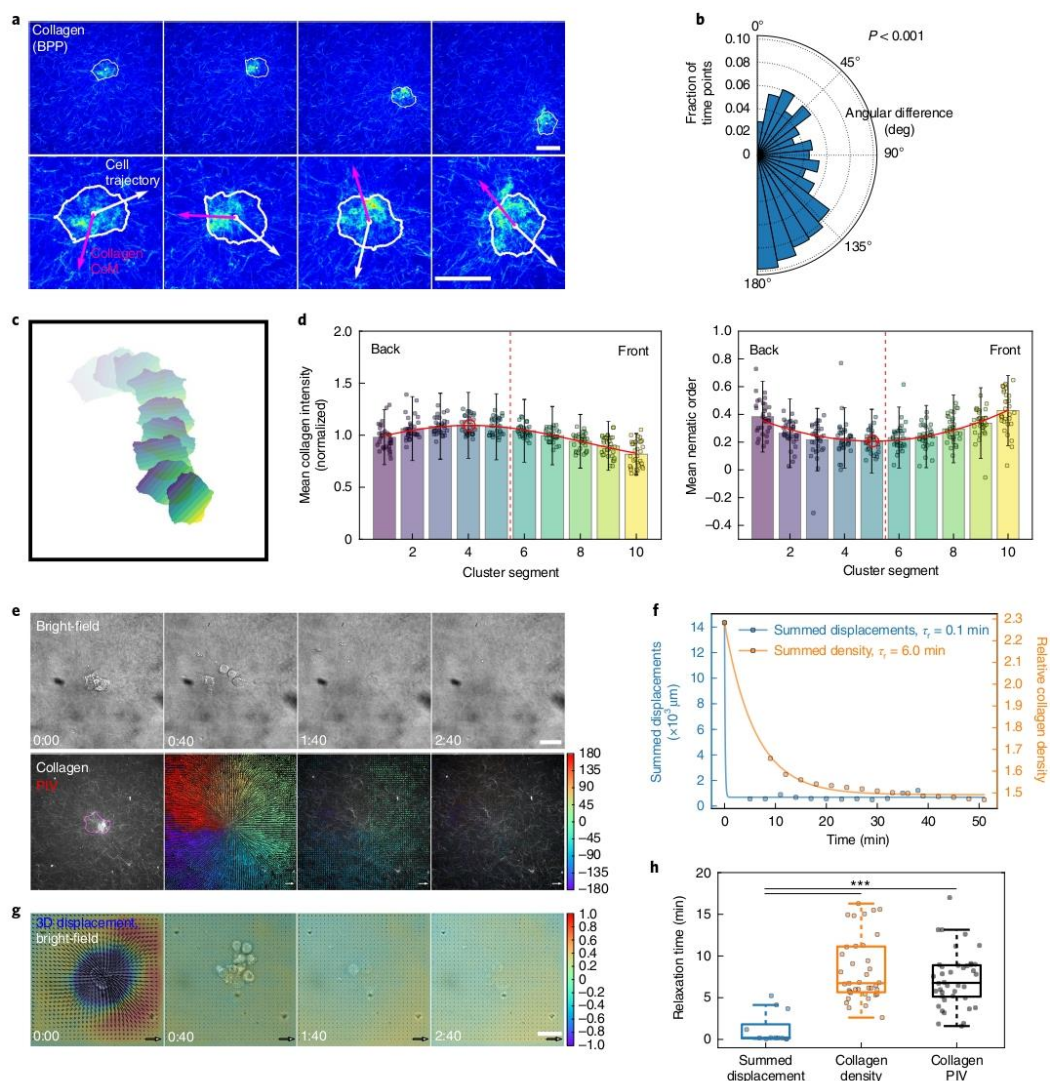 a
Collagen
(BPP)
Cell
trajectory
Collagen
CoM
b
0°
P < 0.001
0.10
0.08
0.06
0.04
0.02
0
Fraction of
time points
45°
Angular difference
(deg)
90°
135°
180°
c
d
2.0
1.5
1.0
0.5
0
Mean collagen intensity
(normalized)
Back
Front
2
4
6
8
10
Cluster segment
1.0
0.8
0.6
0.4
0.2
0
−0.2
−0.4
Mean nematic order
Back
Front
2
4
6
8
10
Cluster segment
e
Bright-field
0:00
0:40
1:40
2:40
Collagen
PIV
180
135
90
45
0
−45
−90
−135
−180
f
14
12
10
8
6
4
2
0
Summed displacements
(×10³ μm)
Summed displacements, τr = 0.1 min
Summed density, τr = 6.0 min
2.3
2.2
2.1
2.0
1.9
1.8
1.7
1.6
1.5
Relative collagen
density
0
10
20
30
40
50
Time (min)
g
3D displacement,
bright-field
0:00
0:40
1:40
2:40
1.0
0.8
0.6
0.4
0.2
0
−0.2
−0.4
−0.6
−0.8
−1.0
h
20
15
10
5
0
Relaxation time (min)
***
Summed
displacement
Collagen
density
Collagen
PIV